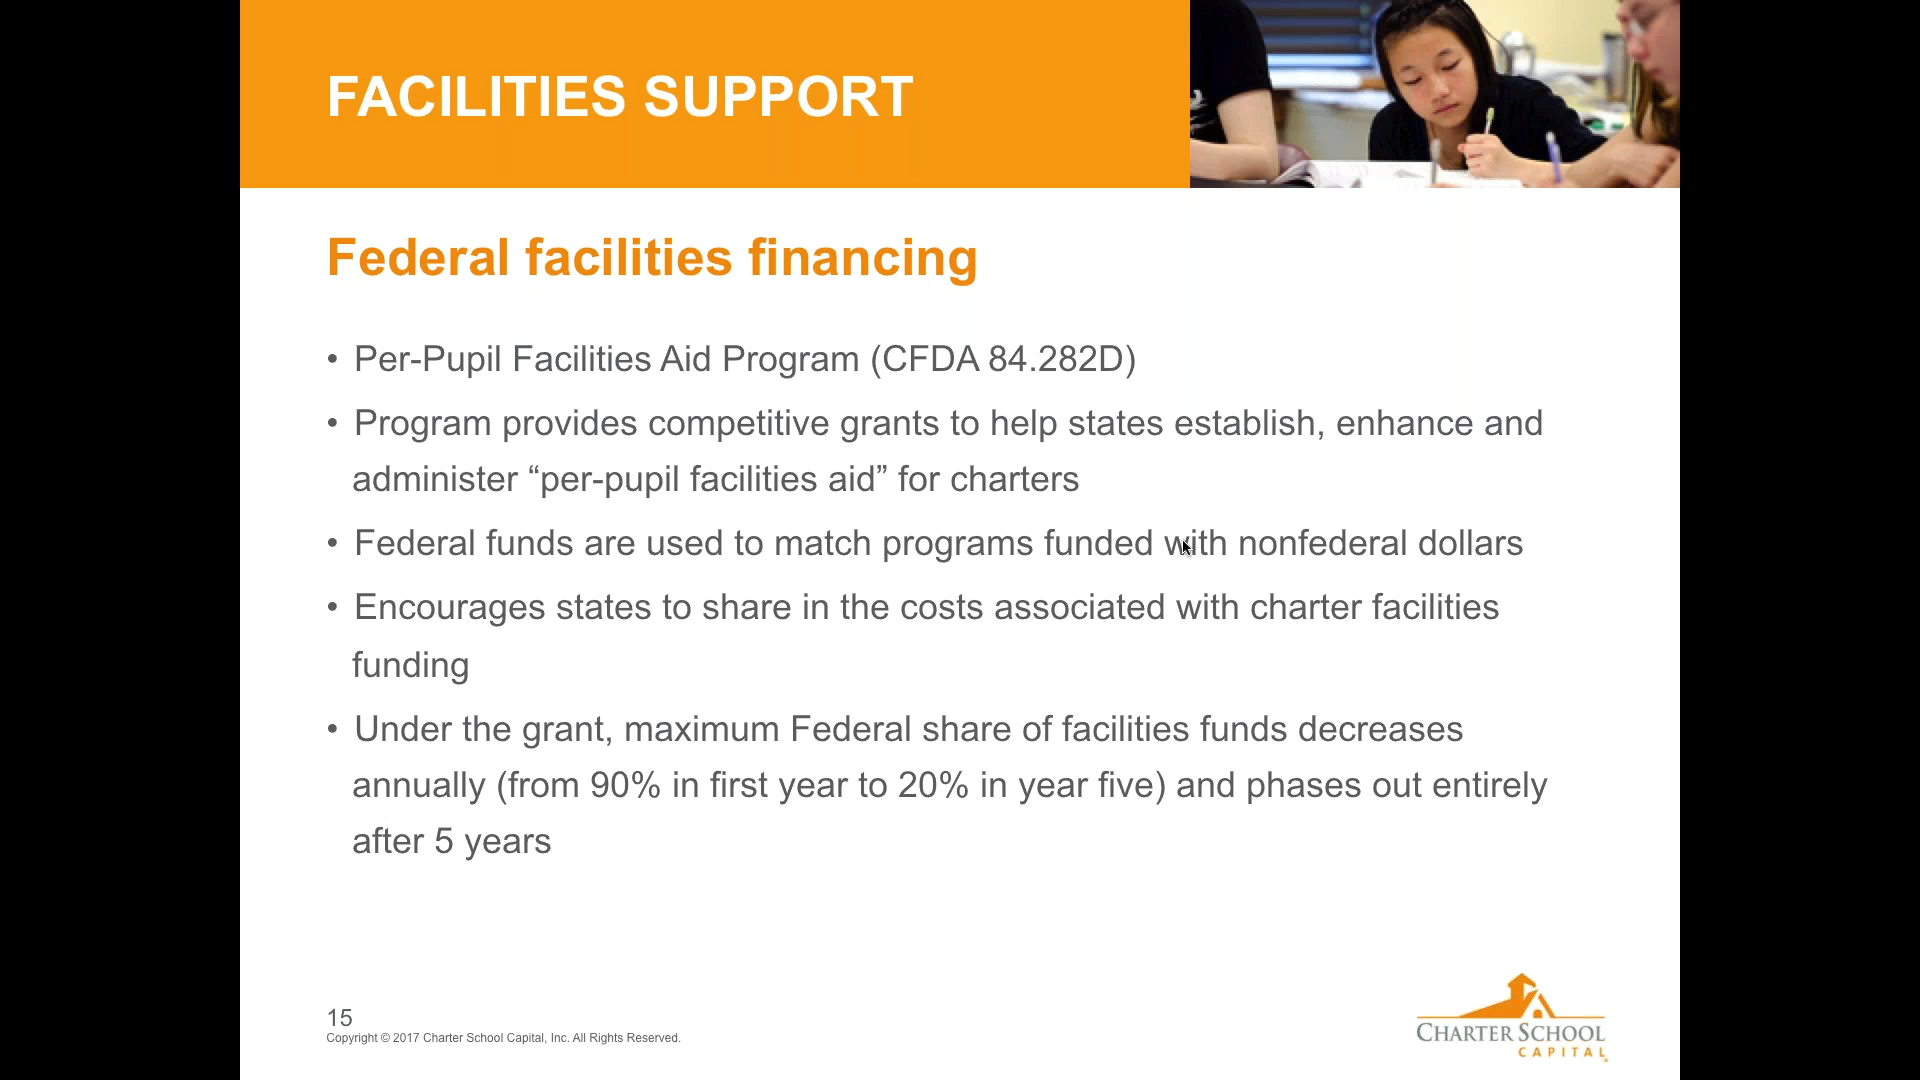 FACILITIES SUPPORT
Federal facilities financing
• Per-Pupil Facilities Aid Program (CFDA 84.282D)
• Program provides competitive grants to help states establish, enhance and
administer “per-pupil facilities aid” for charters
• Federal funds are used to match programs funded with nonfederal dollars
• Encourages states to share in the costs associated with charter facilities
funding
• Under the grant, maximum Federal share of facilities funds decreases
annually (from 90% in first year to 20% in year five) and phases out entirely
after 5 years
15
Copyright © 2017 Charter School Capital, Inc. All Rights Reserved.
CHARTER SCHOOL
CAPITAL